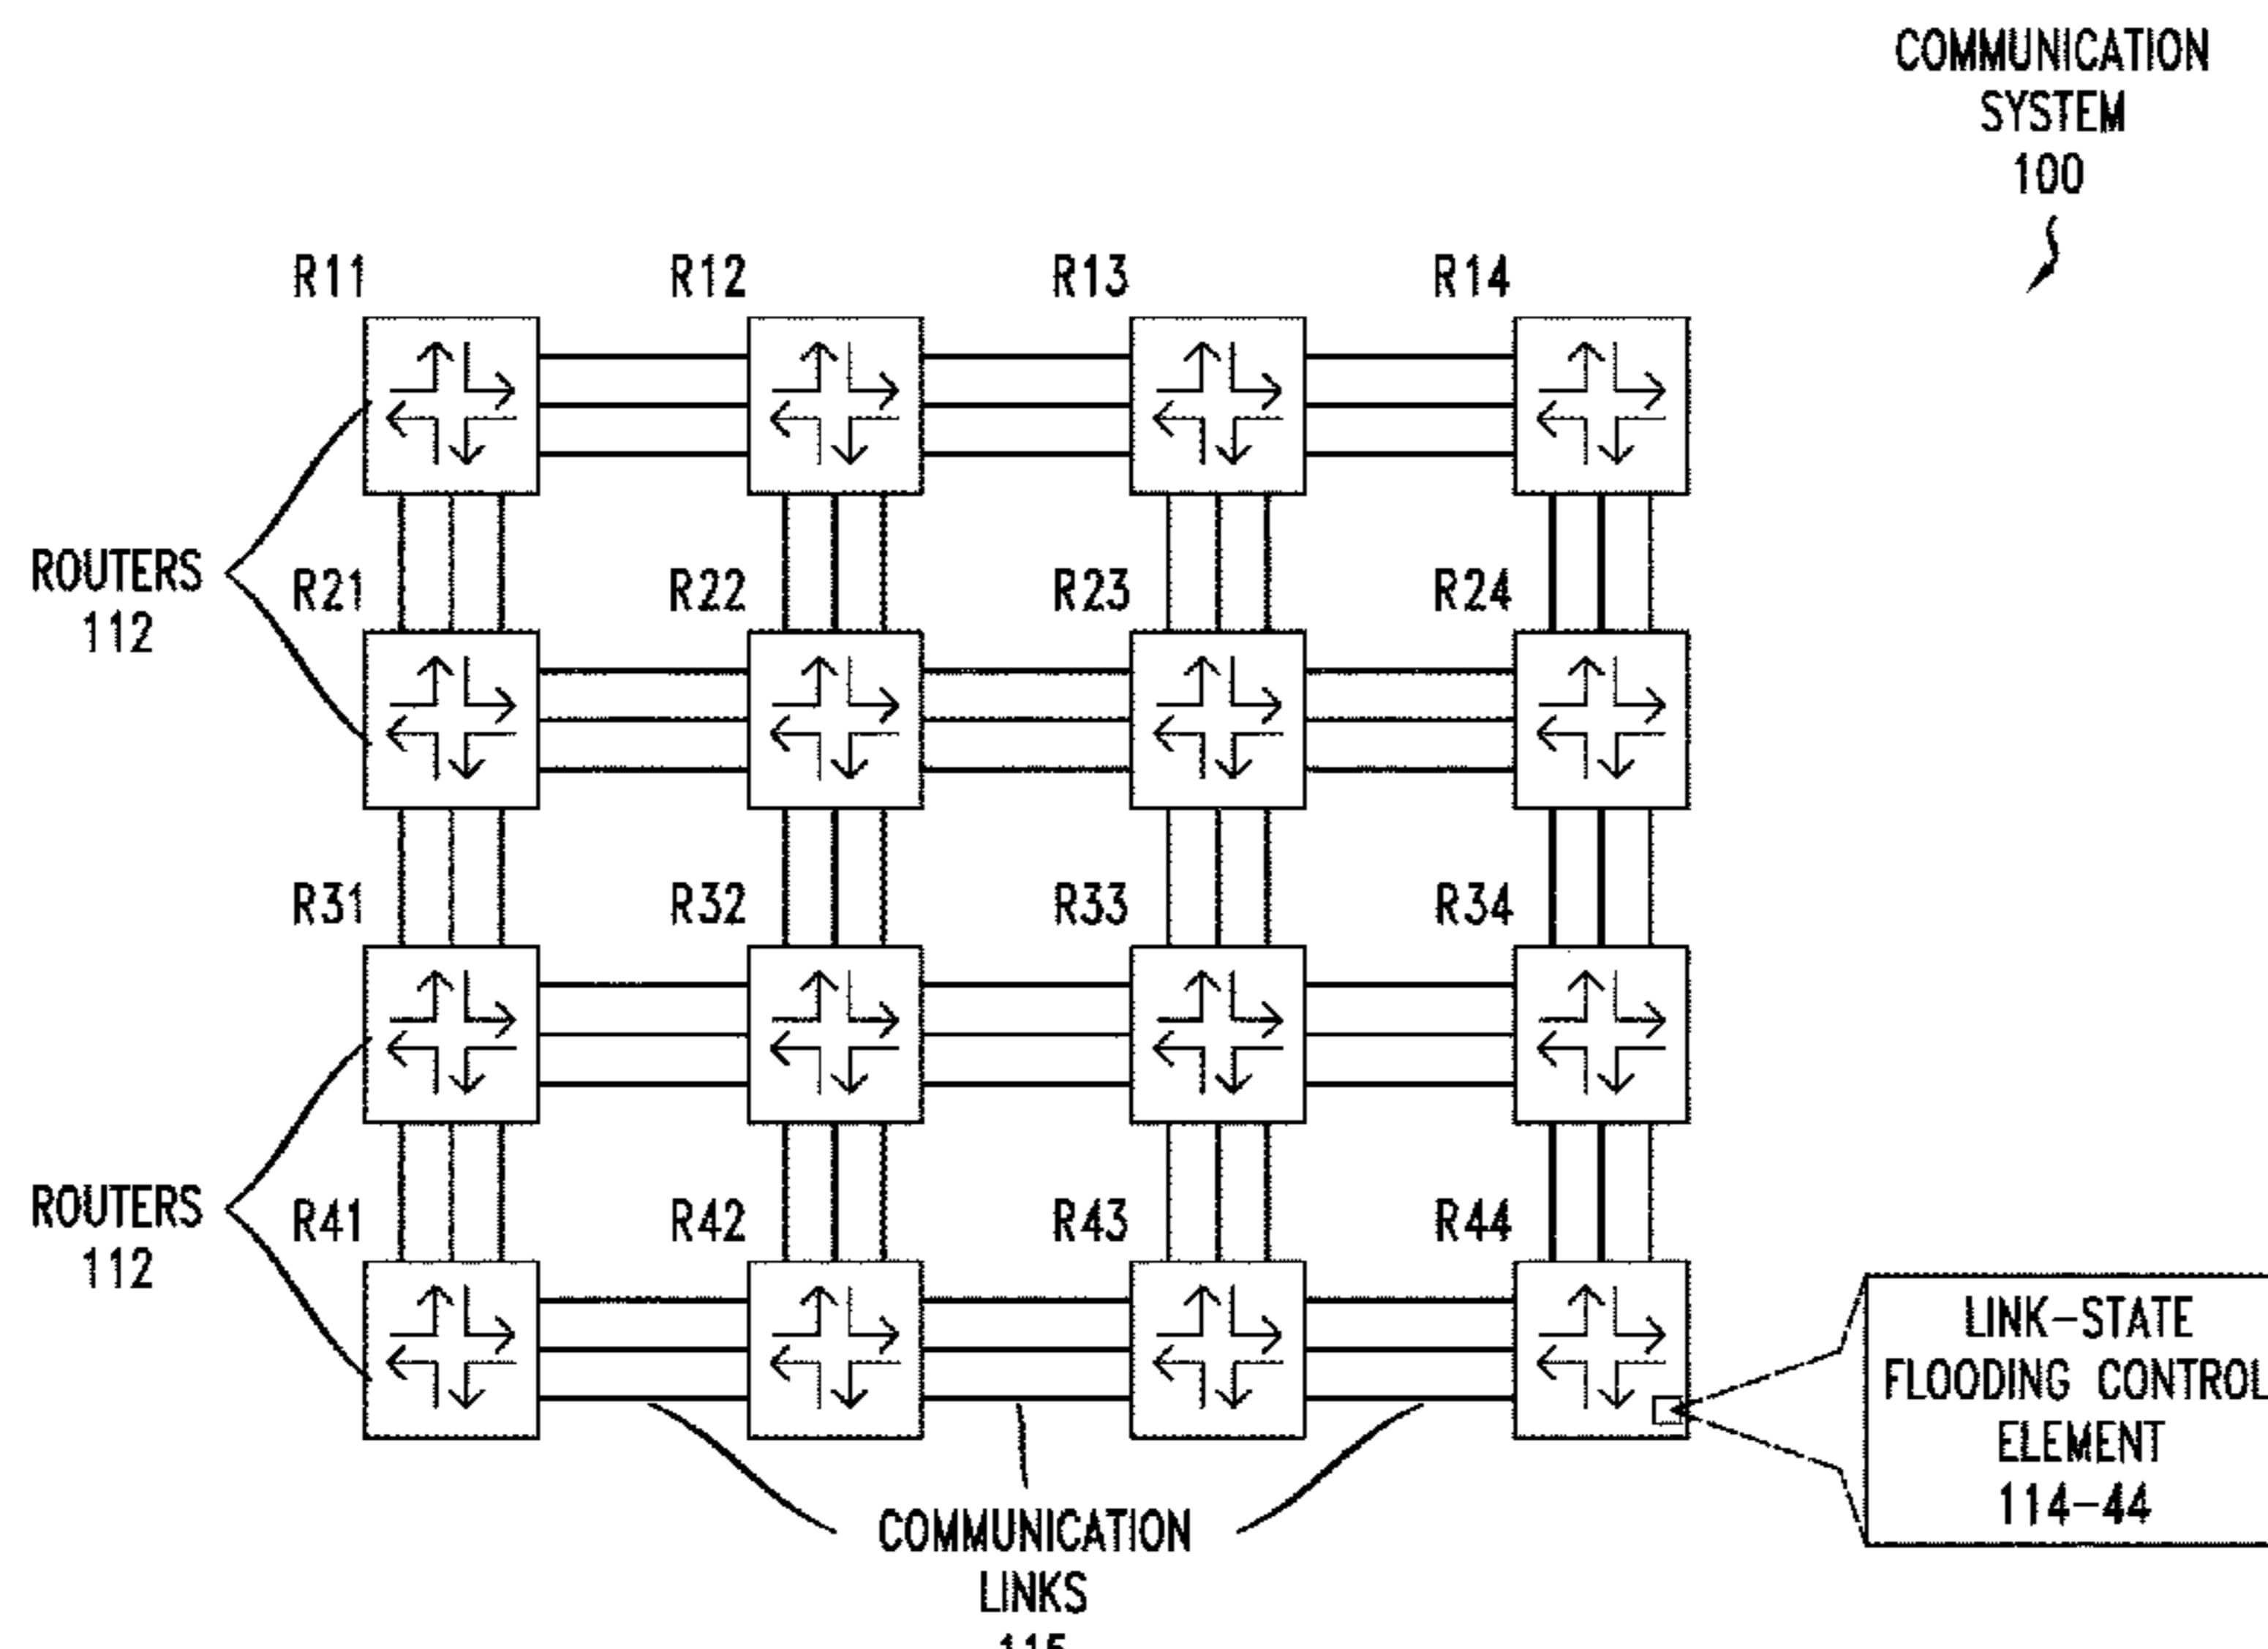 COMMUNICATION
SYSTEM
100
R11
R12
R13
R14
ROUTERS
112
R21
R22
R23
R24
R31
R32
R33
R34
ROUTERS
112
R41
R42
R43
R44
LINK-STATE
FLOODING CONTROL
ELEMENT
114-44
COMMUNICATION
LINKS